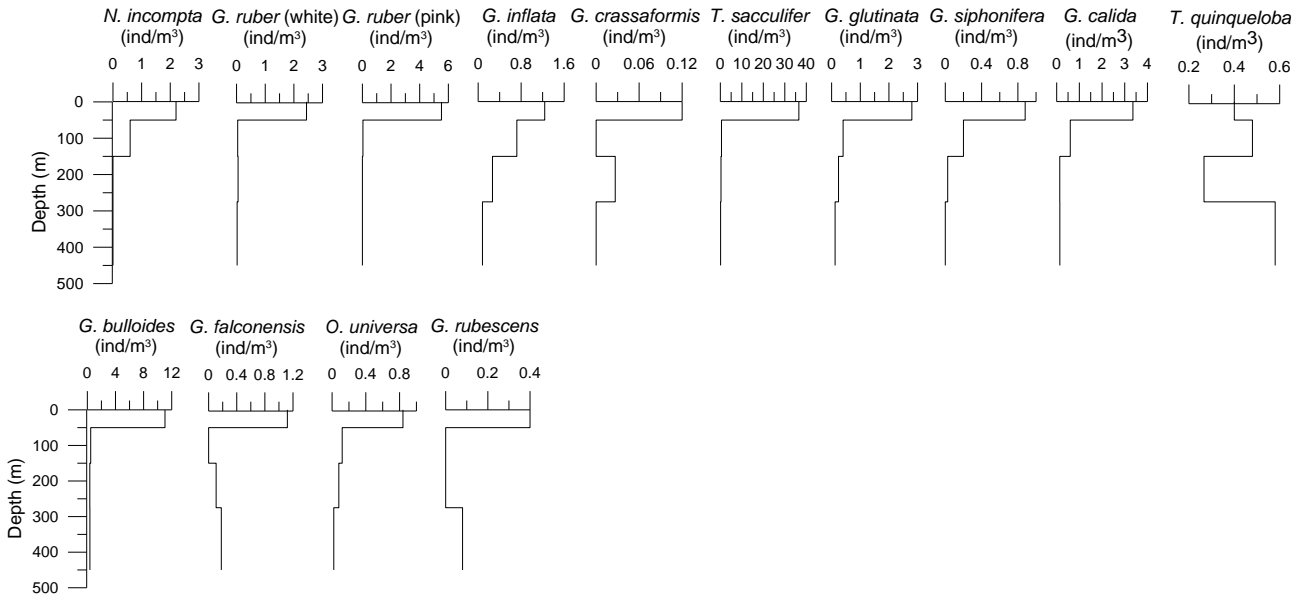 N. incompta G. ruber (white) G. ruber (pink) G. inflata G. crassaformis T. sacculifer G. glutinata G. siphonifera G. calida T. quinqueloba
(ind/m³) (ind/m³) (ind/m³) (ind/m³) (ind/m³) (ind/m³) (ind/m³) (ind/m³) (ind/m³) (ind/m³)
0 1 2 3 0 1 2 3 0 2 4 6 0 0.8 1.6 0 0.06 0.12 0 10 20 30 40 0 1 2 3 0 0.4 0.8 0 1 2 3 4 0.2 0.4 0.6
0
100
200
300
400
500
Depth (m)
G. bulloides G. falconensis O. universa G. rubescens
(ind/m³) (ind/m³) (ind/m³) (ind/m³)
0 4 8 12 0 0.4 0.8 1.2 0 0.4 0.8 0 0.2 0.4
0
100
200
300
400
500
Depth (m)